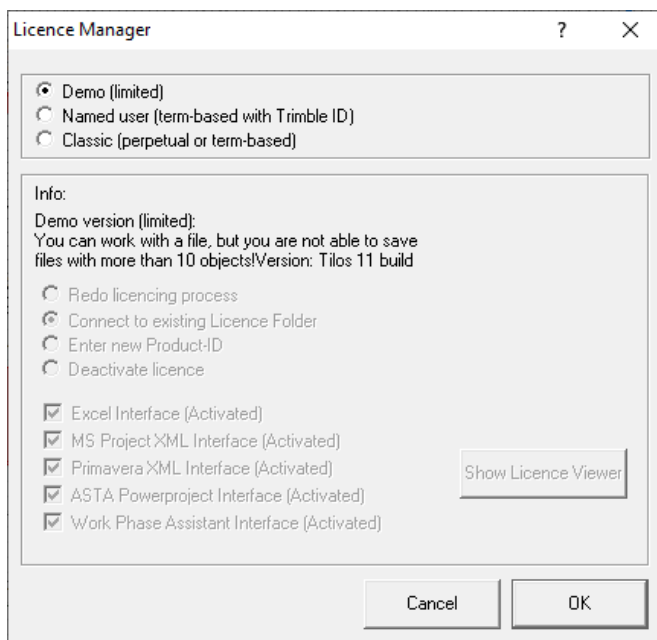 Licence Manager
?
Demo (limited)
Named user (term-based with Trimble ID)
Classic (perpetual or term-based)
Info:
Demo version (limited):
You can work with a file, but you are not able to save
files with more than 10 objects!Version: Tilos 11 build
Redo licencing process
Connect to existing Licence Folder
Enter new Product-ID
Deactivate licence
Excel Interface (Activated)
MS Project XML Interface (Activated)
Primavera XML Interface (Activated)
Show Licence Viewer
ASTA Powerproject Interface (Activated)
Work Phase Assistant Interface (Activated)
Cancel
OK